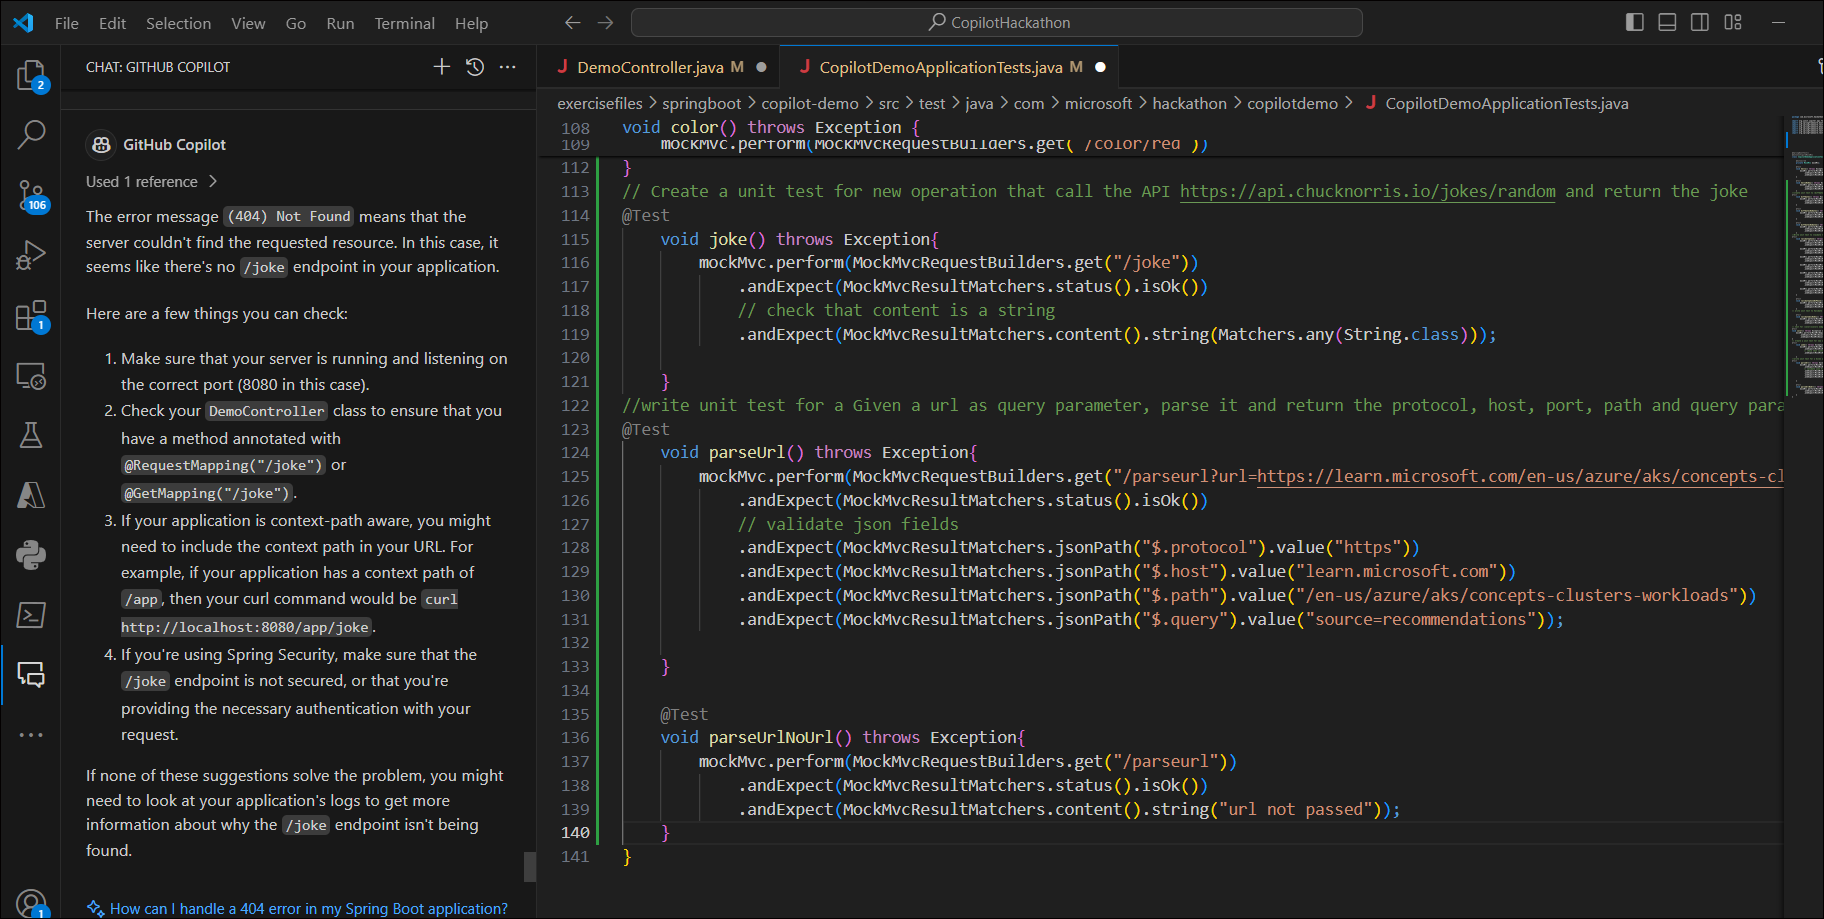 File Edit Selection View Go Run Terminal Help
CopilotHackathon
CHAT: GITHUB COPILOT
DemoController.java M
CopilotDemoApplicationTests.java M
exercisefiles > springboot > copilot-demo > src > test > java > com > microsoft > hackathon > copilotdemo > CopilotDemoApplicationTests.java
2
106
1
1
GitHub Copilot
Used 1 reference >
The error message (404) Not Found means that the
server couldn't find the requested resource. In this case, it
seems like there's no /joke endpoint in your application.
Here are a few things you can check:
1. Make sure that your server is running and listening on
the correct port (8080 in this case).
2. Check your DemoController class to ensure that you
have a method annotated with
@RequestMapping("/joke") or
@GetMapping("/joke").
3. If your application is context-path aware, you might
need to include the context path in your URL. For
example, if your application has a context path of
/app, then your curl command would be curl
http://localhost:8080/app/joke.
4. If you're using Spring Security, make sure that the
/joke endpoint is not secured, or that you're
providing the necessary authentication with your
request.
If none of these suggestions solve the problem, you might
need to look at your application's logs to get more
information about why the /joke endpoint isn't being
found.
How can I handle a 404 error in my Spring Boot application?
108 void color() throws Exception {
109 mockMvc.perform(MockMvcRequestBuilders.get("/color/red"))
112 }
113 // Create a unit test for new operation that call the API https://api.chucknorris.io/jokes/random and return the joke
114 @Test
115 void joke() throws Exception{
116 mockMvc.perform(MockMvcRequestBuilders.get("/joke"))
117 .andExpect(MockMvcResultMatchers.status().isOk())
118 // check that content is a string
119 .andExpect(MockMvcResultMatchers.content().string(Matchers.any(String.class)));
120
121 }
122 //write unit test for a Given a url as query parameter, parse it and return the protocol, host, port, path and query para
123 @Test
124 void parseUrl() throws Exception{
125 mockMvc.perform(MockMvcRequestBuilders.get("/parseurl?url=https://learn.microsoft.com/en-us/azure/aks/concepts-cl
126 .andExpect(MockMvcResultMatchers.status().isOk())
127 // validate json fields
128 .andExpect(MockMvcResultMatchers.jsonPath("$.protocol").value("https"))
129 .andExpect(MockMvcResultMatchers.jsonPath("$.host").value("learn.microsoft.com"))
130 .andExpect(MockMvcResultMatchers.jsonPath("$.path").value("/en-us/azure/aks/concepts-clusters-workloads"))
131 .andExpect(MockMvcResultMatchers.jsonPath("$.query").value("source=recommendations"));
132
133 }
134
135 @Test
136 void parseUrlNoUrl() throws Exception{
137 mockMvc.perform(MockMvcRequestBuilders.get("/parseurl"))
138 .andExpect(MockMvcResultMatchers.status().isOk())
139 .andExpect(MockMvcResultMatchers.content().string("url not passed"));
140 }
141 }